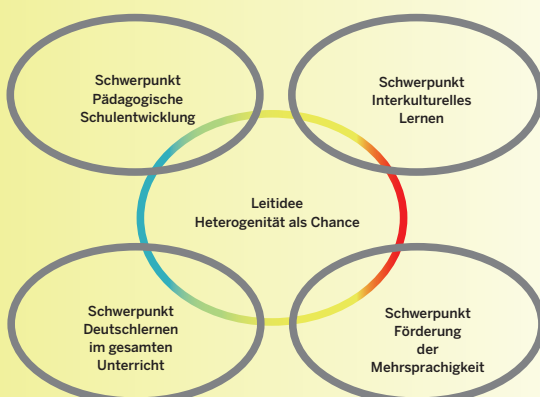 Schwerpunkt
Pädagogische
Schulentwicklung
Schwerpunkt
Interkulturelles
Lernen
Leitidee
Heterogenität als Chance
Schwerpunkt
Deutschlernen
im gesamten
Unterricht
Schwerpunkt
Förderung
der
Mehrsprachigkeit